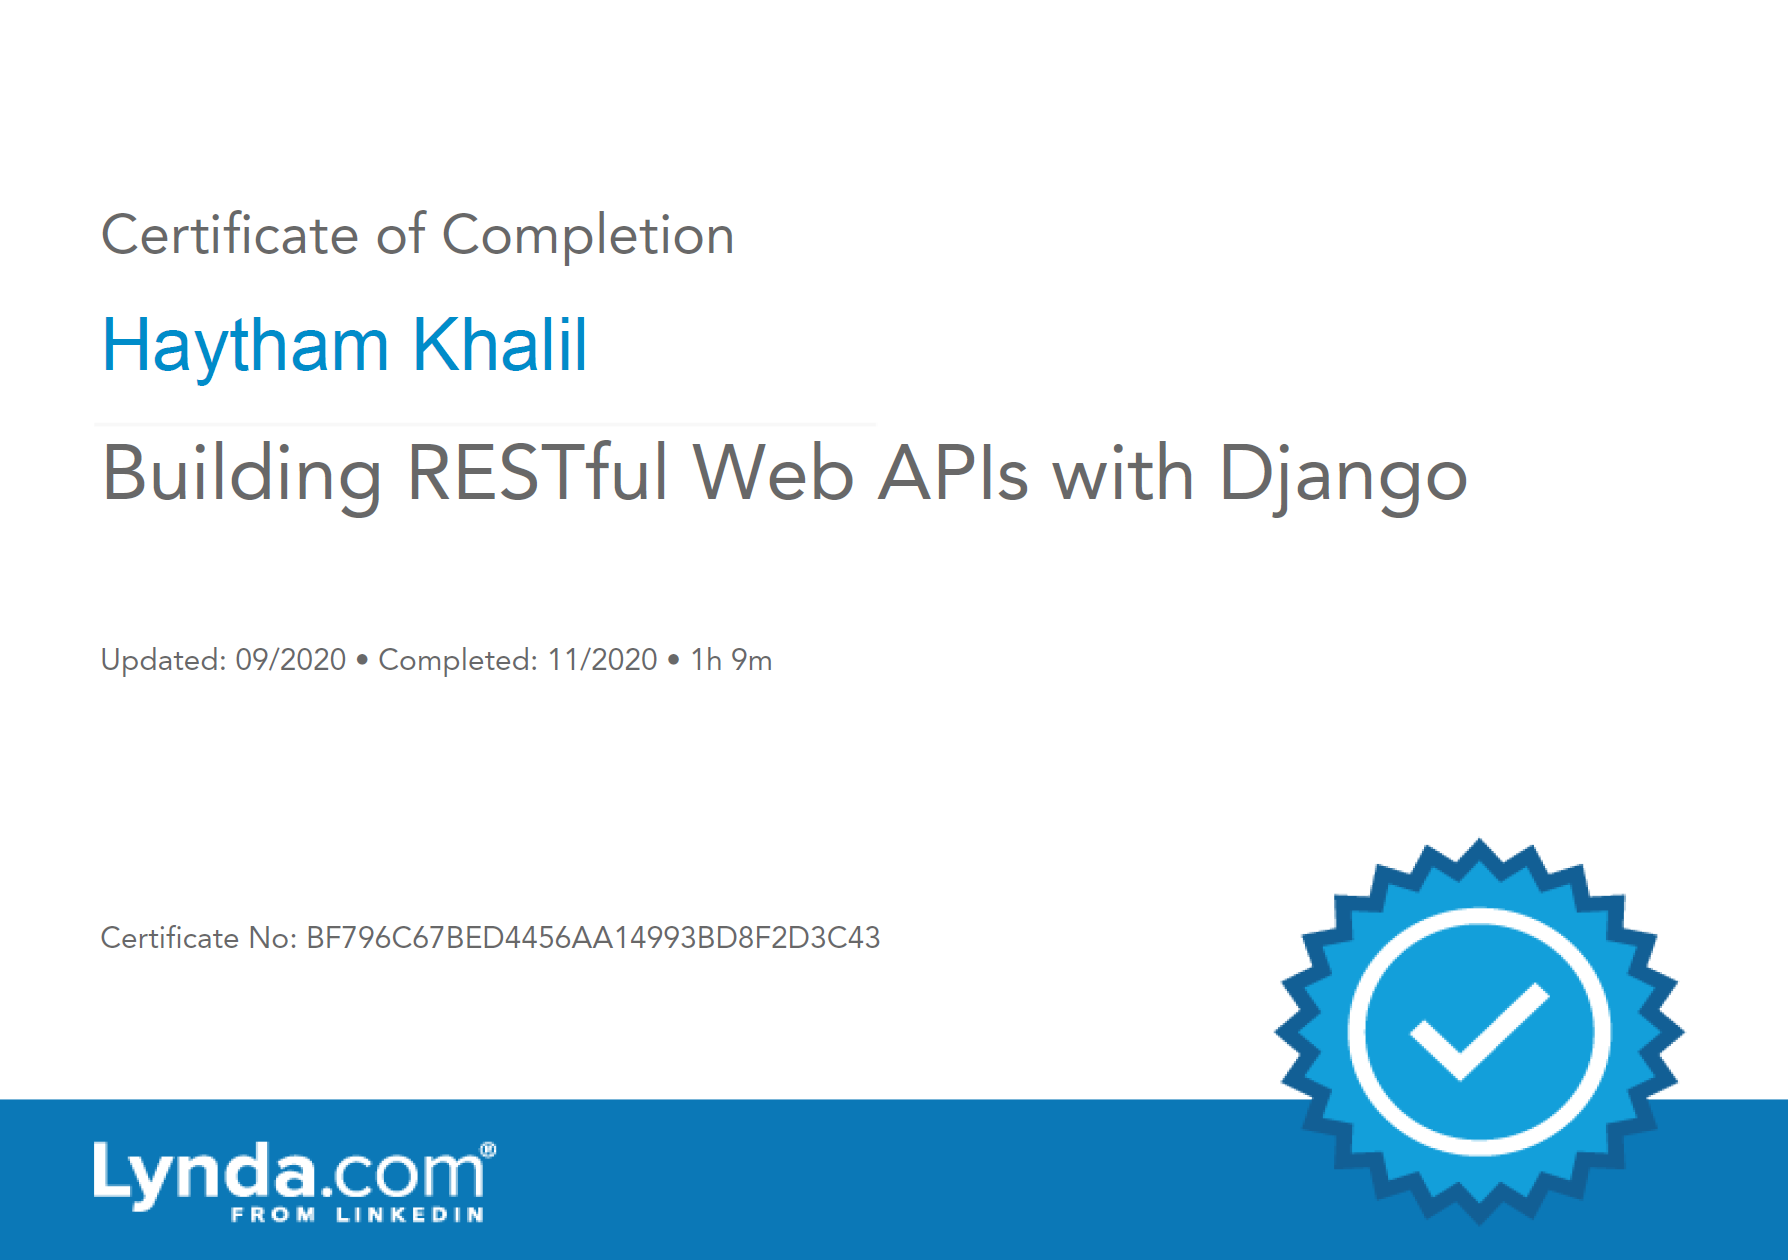 Certificate of Completion
Haytham Khalil
Building RESTful Web APIs with Django
Updated: 09/2020 • Completed: 11/2020 • 1h 9m
Certificate No: BF796C67BED4456AA14993BD8F2D3C43
Lynda.com®
FROM LINKEDIN